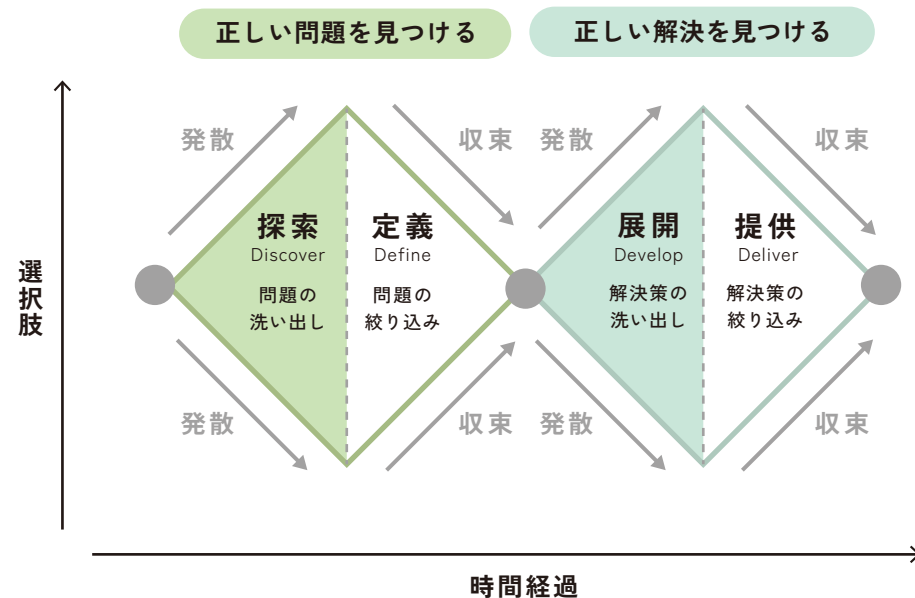 正しい問題を見つける
正しい解決を見つける
発散
収束
発散
収束
探索
Discover
問題の
洗い出し
定義
Define
問題の
絞り込み
展開
Develop
解決策の
洗い出し
提供
Deliver
解決策の
絞り込み
発散
収束
発散
収束
選択肢
時間経過